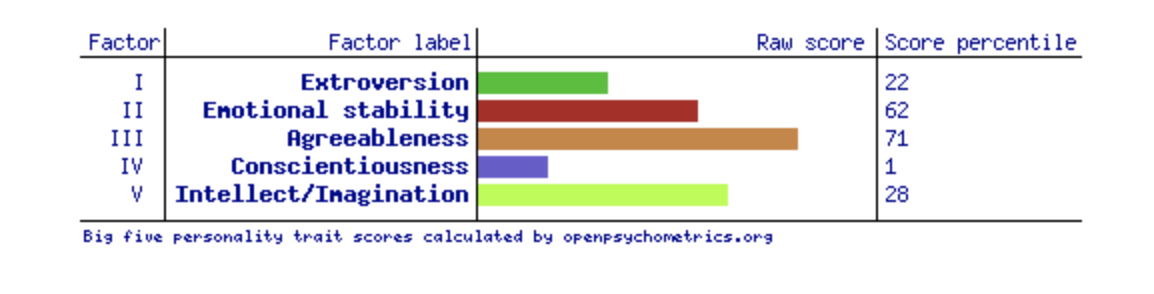 Factor Factor label Raw score Score percentile
I Extroversion 22
II Emotional stability 62
III Agreeableness 71
IV Conscientiousness 1
V Intellect/Imagination 28
Big five personality trait scores calculated by openpsychometrics.org